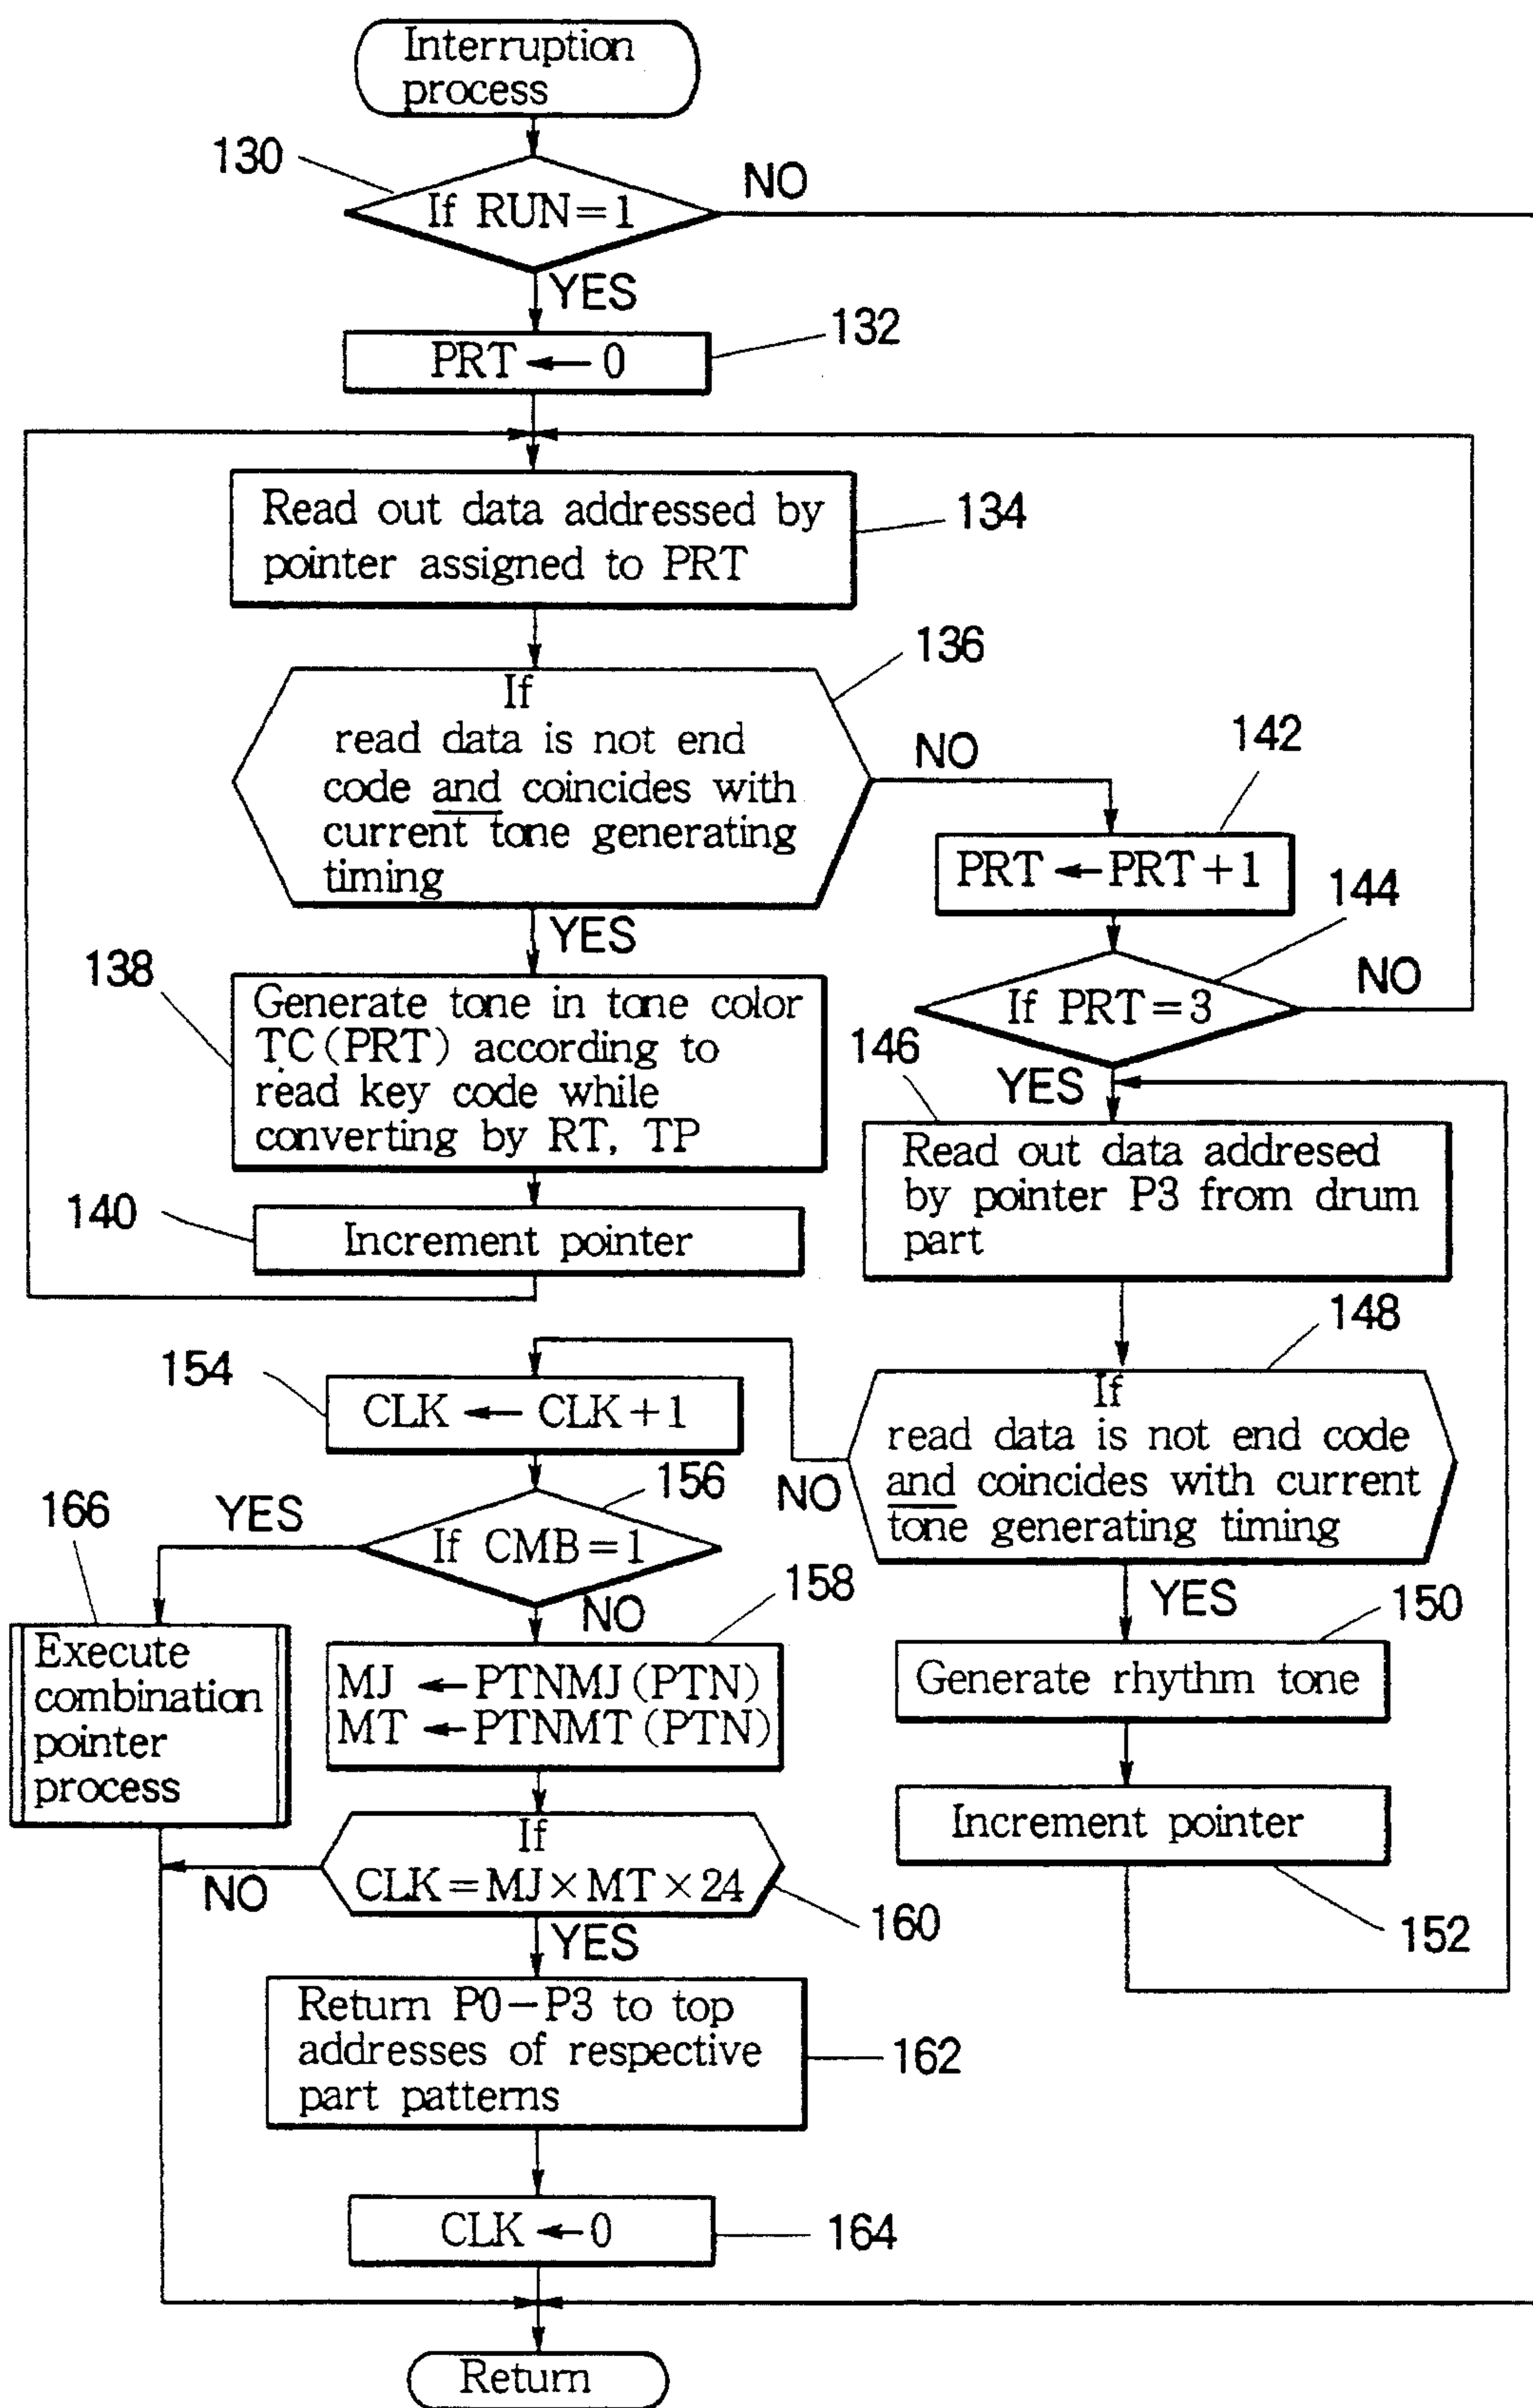 Interruption
process
130
If RUN=1
NO
YES
132
PRT ← 0
Read out data addressed by
pointer assigned to PRT
134
136
If
read data is not end
code and coincides with
current tone generating
timing
NO
142
PRT ← PRT+1
144
YES
138
Generate tone in tone color
TC(PRT) according to
read key code while
converting by RT, TP
If PRT=3
NO
146
YES
Read out data addresed
by pointer P3 from drum
part
140
Increment pointer
148
154
CLK ← CLK+1
If
read data is not end code
and coincides with current
tone generating timing
NO
156
166
YES
If CMB=1
NO
158
YES
150
Execute
combination
pointer
process
MJ ← PTNMJ(PTN)
MT ← PTNMT(PTN)
Generate rhythm tone
If
CLK=MJ×MT×24
NO
160
Increment pointer
152
YES
Return P0-P3 to top
addresses of respective
part patterns
162
CLK ← 0
164
Return